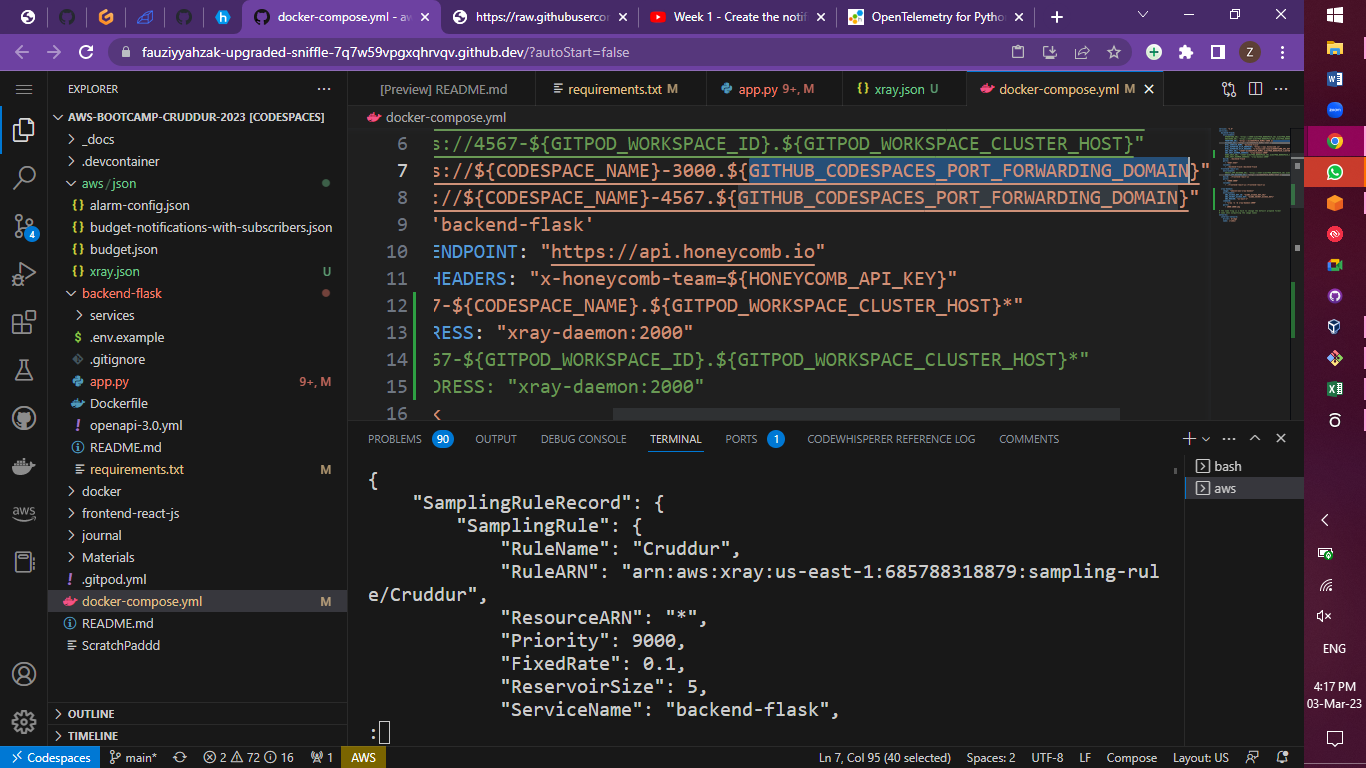 docker-compose.yml - aw
https://raw.githubusercor
Week 1 - Create the notif
OpenTelemetry for Pytho
fauziyyahzak-upgraded-sniffle-7q7w59vpgxqhrvqv.github.dev/?autoStart=false
Z
EXPLORER
AWS-BOOTCAMP-CRUDDUR-2023 [CODESPACES]
_docs
.devcontainer
aws/json
alarm-config.json
budget-notifications-with-subscribers.json
budget.json
xray.json U
backend-flask
services
.env.example
.gitignore
app.py 9+, M
Dockerfile
openapi-3.0.yml
README.md
requirements.txt M
docker
frontend-react-js
journal
Materials
.gitpod.yml
docker-compose.yml M
README.md
ScratchPaddd
OUTLINE
TIMELINE
4
aws
[Preview] README.md
requirements.txt M
app.py 9+, M
xray.json U
docker-compose.yml M
docker-compose.yml
6 s://4567-${GITPOD_WORKSPACE_ID}.${GITPOD_WORKSPACE_CLUSTER_HOST}"
7 s://${CODESPACE_NAME}-3000.${GITHUB_CODESPACES_PORT_FORWARDING_DOMAIN}"
8 ://${CODESPACE_NAME}-4567.${GITHUB_CODESPACES_PORT_FORWARDING_DOMAIN}"
9 'backend-flask'
10 ENDPOINT: "https://api.honeycomb.io"
11 HEADERS: "x-honeycomb-team=${HONEYCOMB_API_KEY}"
12 7-${CODESPACE_NAME}.${GITPOD_WORKSPACE_CLUSTER_HOST}*"
13 RESS: "xray-daemon:2000"
14 67-${GITPOD_WORKSPACE_ID}.${GITPOD_WORKSPACE_CLUSTER_HOST}*"
15 DRESS: "xray-daemon:2000"
16 k
PROBLEMS 90 OUTPUT DEBUG CONSOLE TERMINAL PORTS 1 CODEWHISPERER REFERENCE LOG COMMENTS
{
"SamplingRuleRecord": {
"SamplingRule": {
"RuleName": "Cruddur",
"RuleARN": "arn:aws:xray:us-east-1:685788318879:sampling-rul
e/Cruddur",
"ResourceARN": "*",
"Priority": 9000,
"FixedRate": 0.1,
"ReservoirSize": 5,
"ServiceName": "backend-flask",
:
bash
aws
Codespaces main* 2 72 16 1 AWS Ln 7, Col 95 (40 selected) Spaces: 2 UTF-8 LF Compose Layout: US
ENG
4:17 PM
03-Mar-23